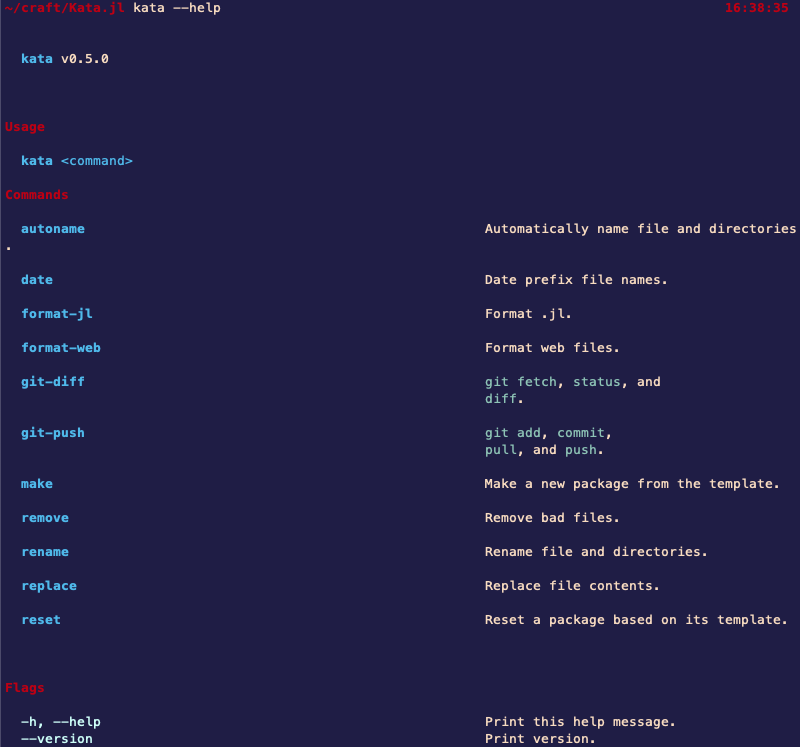 ~/craft/Kata.jl kata --help 16:38:35
kata v0.5.0
Usage
kata <command>
Commands
autoname Automatically name file and directories
.
date Date prefix file names.
format-jl Format .jl.
format-web Format web files.
git-diff git fetch, status, and
diff.
git-push git add, commit,
pull, and push.
make Make a new package from the template.
remove Remove bad files.
rename Rename file and directories.
replace Replace file contents.
reset Reset a package based on its template.
Flags
-h, --help Print this help message.
--version Print version.